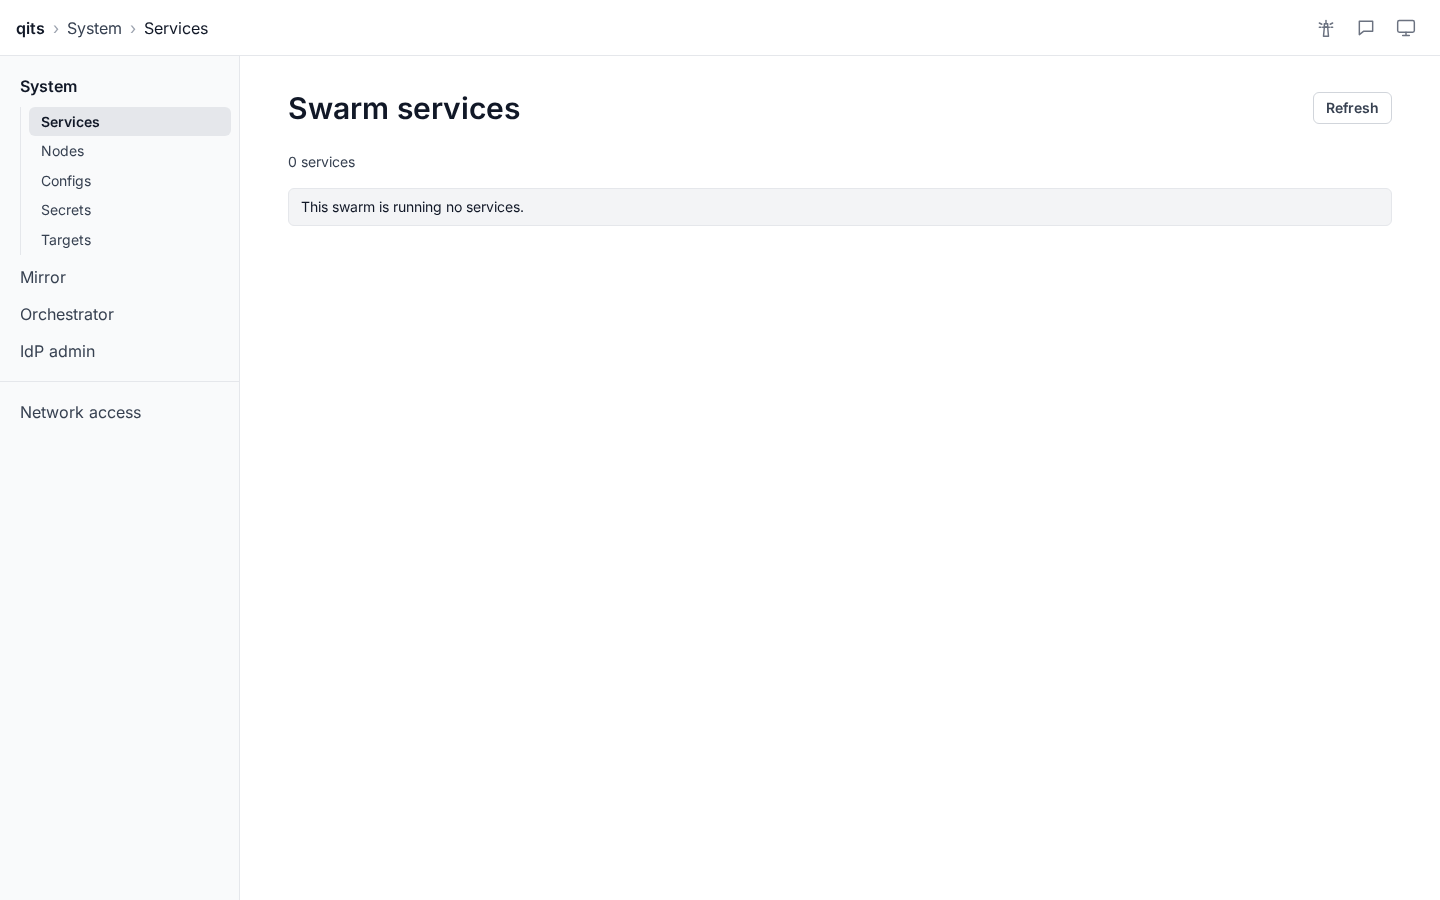 qits › System › Services
System
Services
Nodes
Configs
Secrets
Targets
Mirror
Orchestrator
IdP admin
Network access
Swarm services
Refresh
0 services
This swarm is running no services.